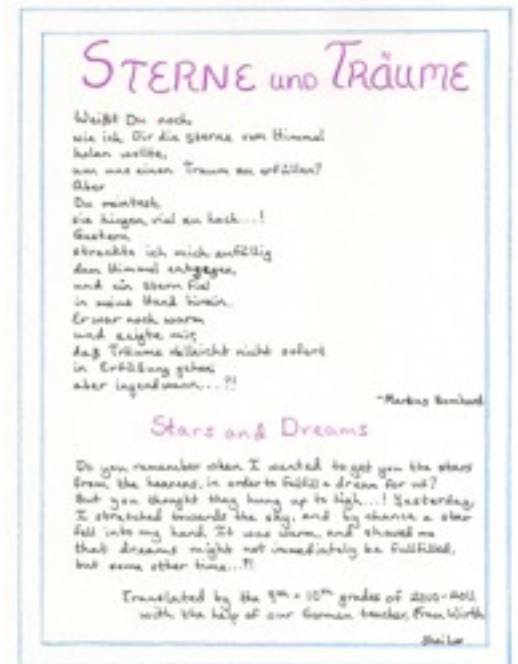 STERNE und TRÄUME
Weißt Du noch,
wie ich Dir die Sterne vom Himmel
holen wollte,
um uns einen Traum zu erfüllen?
Aber
Du meintest,
sie hingen viel zu hoch...!
Gestern
streckte ich mich zufällig
dem Himmel entgegen,
und ein Stern fiel
in meine Hand hinein.
Er war noch warm
und zeigte mir,
daß Träume vielleicht nicht sofort
in Erfüllung gehen;
aber irgendwann...?!
-Markus Bomhard
Stars and Dreams
Do you remember when I wanted to get you the stars
from the heavens, in order to fulfill a dream for us?
But you thought they hung up to high...! Yesterday,
I stretched towards the sky, and by chance a star
fell into my hand. It was warm, and showed me
that dreams might not immediately be fullfilled,
but some other time...?!
Translated by the 9th + 10th grades of 2010-2011
with the help of our German teacher, Frau Wirth